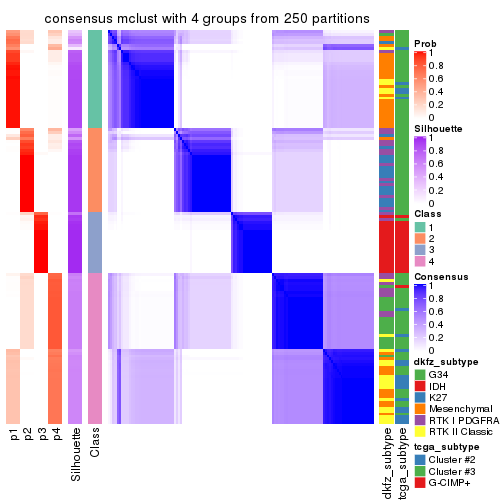 consensus mclust with 4 groups from 250 partitions
Prob
1
0.8
0.6
0.4
0.2
0
Silhouette
1
0.8
0.6
0.4
0.2
0
Class
1
2
3
4
Consensus
1
0.8
0.6
0.4
0.2
0
dkfz_subtype
G34
IDH
K27
Mesenchymal
RTK I PDGFRA
RTK II Classic
tcga_subtype
Cluster #2
Cluster #3
G-CIMP+
p1
p2
p3
p4
Silhouette
Class
dkfz_subtype
tcga_subtype